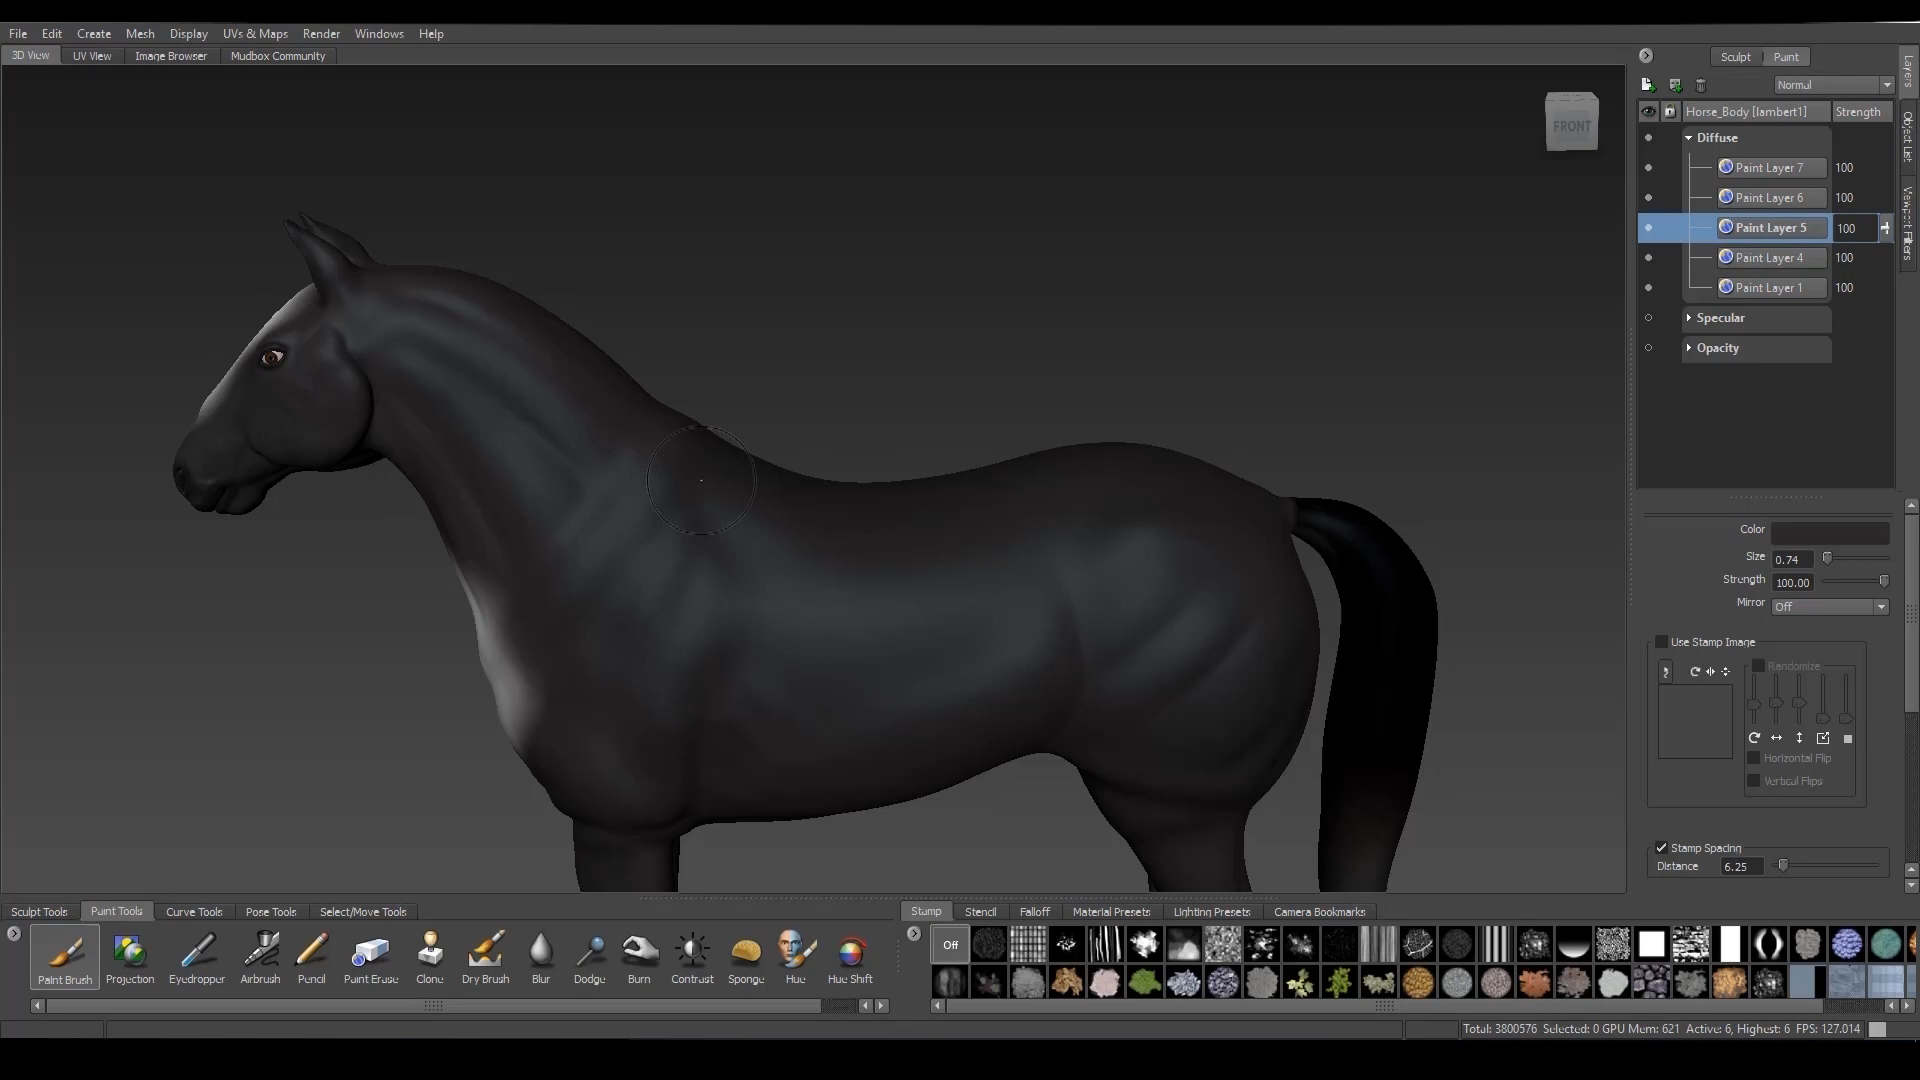 File Edit Create Mesh Display UVs & Maps Render Windows Help
3D View UV View Image Browser Mudbox Community
Sculpt Paint
Normal
Horse_Body [lambert1] Strength
Diffuse
Paint Layer 7 100
Paint Layer 6 100
Paint Layer 5 100
Paint Layer 4 100
Paint Layer 1 100
Specular
Opacity
Layers
Object List
Viewport Filters
FRONT
Color
Size 0.74
Strength 100.00
Mirror Off
Use Stamp Image
Randomize
Horizontal Flip
Vertical Flips
Stamp Spacing
Distance 6.25
Sculpt Tools Paint Tools Curve Tools Pose Tools Select/Move Tools
Paint Brush Projection Eyedropper Airbrush Pencil Paint Erase Clone Dry Brush Blur Dodge Burn Contrast Sponge Hue Hue Shift
Stamp Stencil Falloff Material Presets Lighting Presets Camera Bookmarks
Off
Total: 3800576 Selected: 0 GPU Mem: 621 Active: 6, Highest: 6 FPS: 127.014